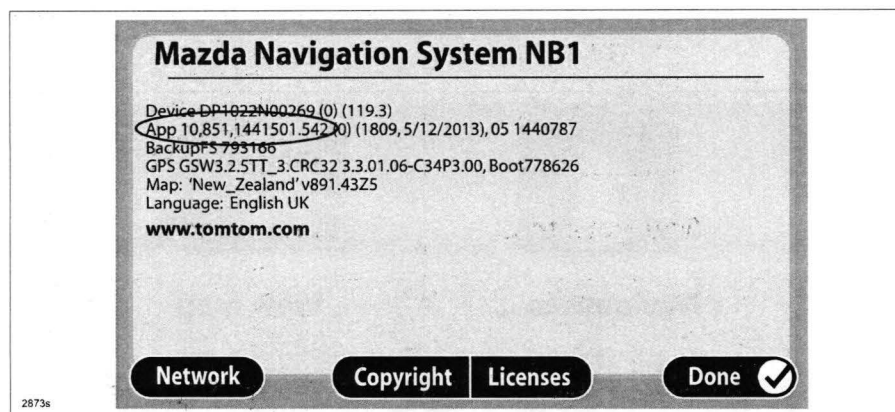 Mazda Navigation System NB1
Device DP1022N00269 (0) (119.3)
App 10,851,1441501.542 (0) (1809, 5/12/2013), 05 1440787
BackupFS 793166
GPS GSW3.2.5TT_3.CRC32 3.3.01.06-C34P3.00, Boot778626
Map: 'New_Zealand' v891.43Z5
Language: English UK
www.tomtom.com
Network
Copyright
Licenses
Done
2873s